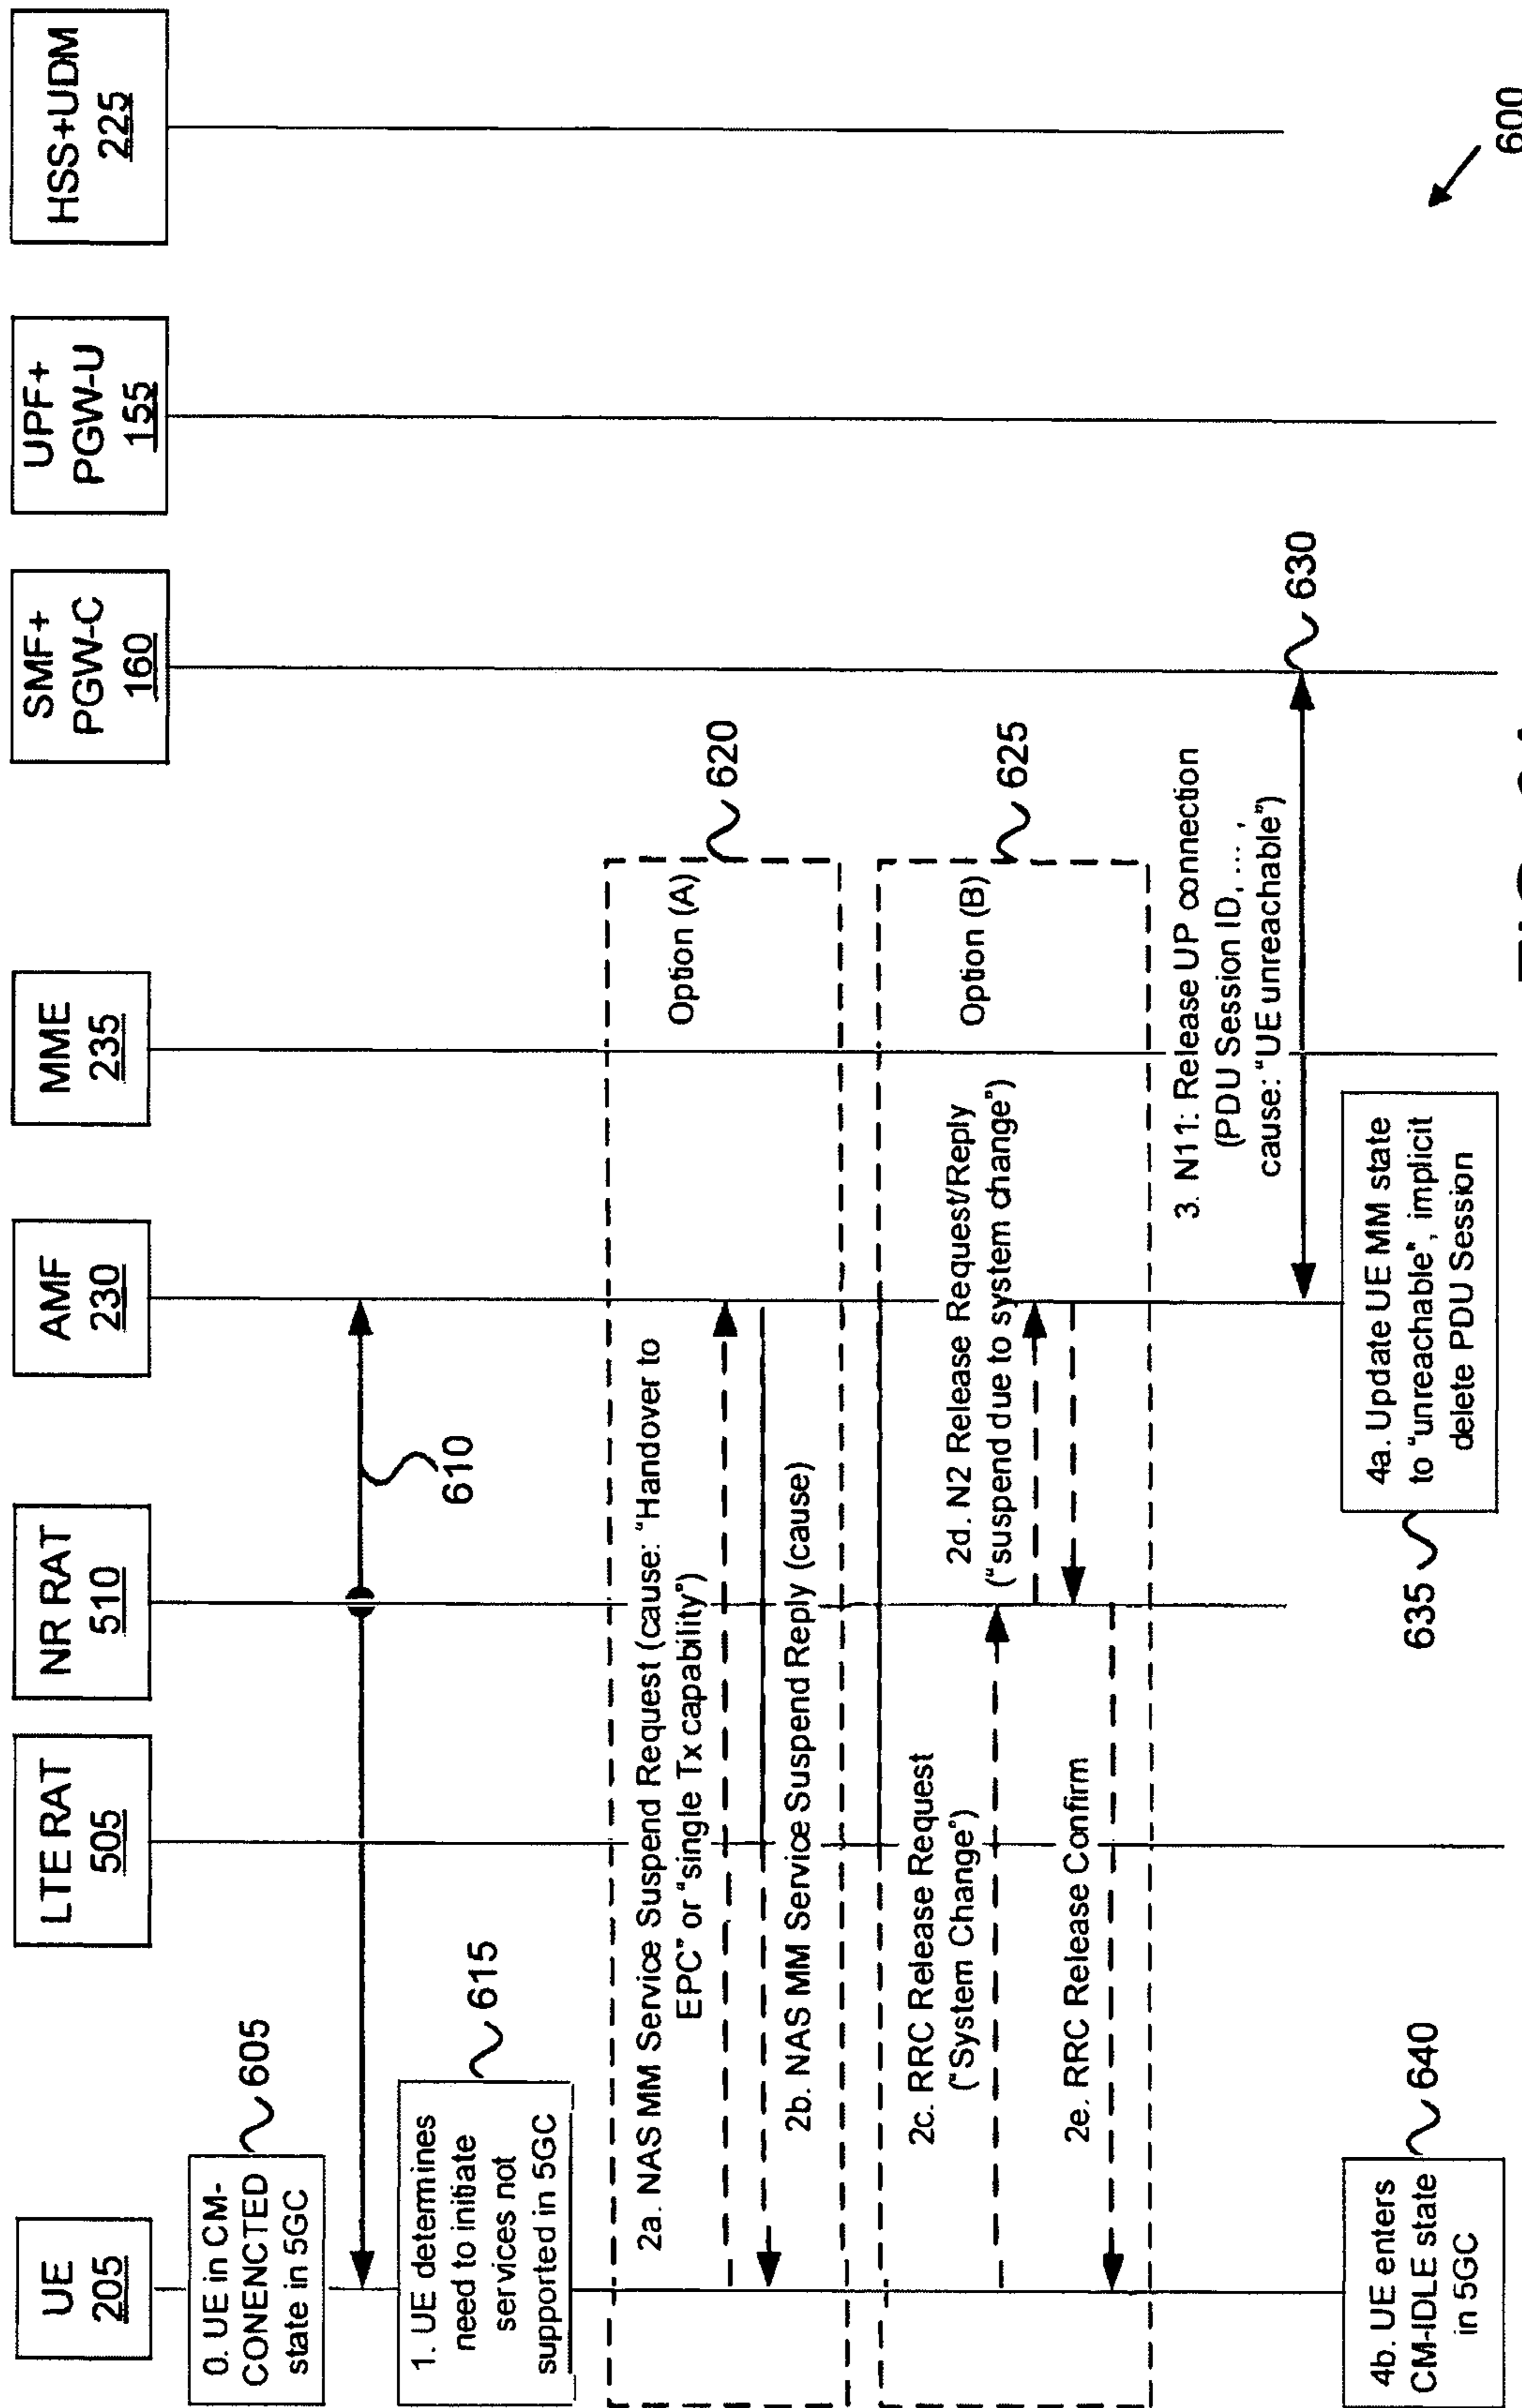 UE
205
LTE RAT
505
NR RAT
510
AMF
230
MME
235
SMF+
PGW-C
160
UPF+
PGW-U
155
HSS+UDM
225
0. UE in CM-
CONENCTED
state in 5GC
605
610
1. UE determines
need to initiate
services not
supported in 5GC
615
Option (A)
620
2a. NAS MM Service Suspend Request (cause: "Handover to
EPC" or "single Tx capability")
2b. NAS MM Service Suspend Reply (cause)
Option (B)
625
2c. RRC Release Request
("System Change")
2d. N2 Release Request/Reply
("suspend due to system change")
2e. RRC Release Confirm
3. N11: Release UP connection
(PDU Session ID, ... ,
cause: "UE unreachable")
630
4a. Update UE MM state
to "unreachable", implicit
delete PDU Session
635
4b. UE enters
CM-IDLE state
in 5GC
640
600